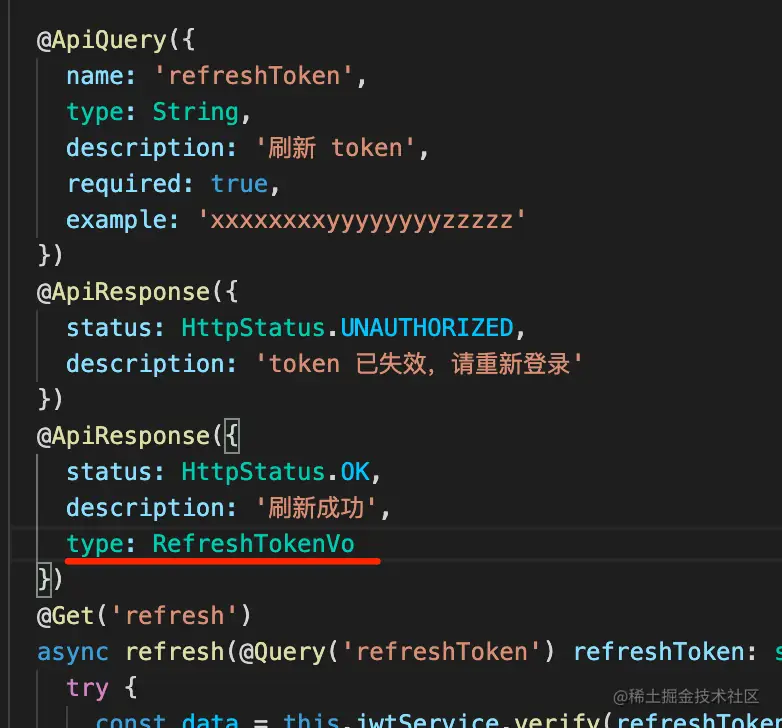 @ApiQuery({
name: 'refreshToken',
type: String,
description: '刷新 token',
required: true,
example: 'xxxxxxxxyyyyyyyyzzzzz'
})
@ApiResponse({
status: HttpStatus.UNAUTHORIZED,
description: 'token 已失效，请重新登录'
})
@ApiResponse({
status: HttpStatus.OK,
description: '刷新成功',
type: RefreshTokenVo
})
@Get('refresh')
async refresh(@Query('refreshToken') refreshToken: s
try {
const data = this.jwtService.verify(refreshToken
@稀土掘金技术社区